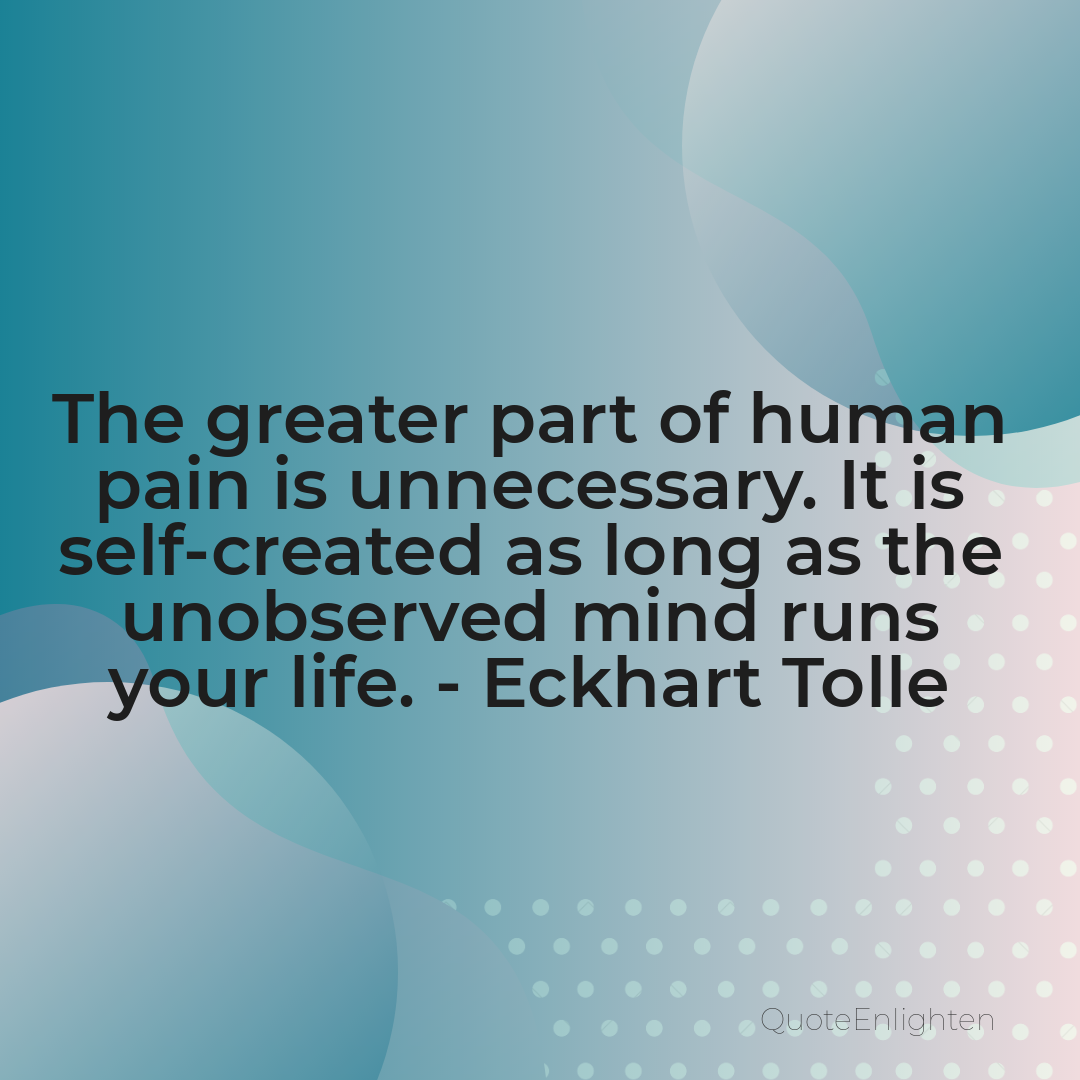 The greater part of human
pain is unnecessary. It is
self-created as long as the
unobserved mind runs
your life. - Eckhart Tolle
QuoteEnlighten